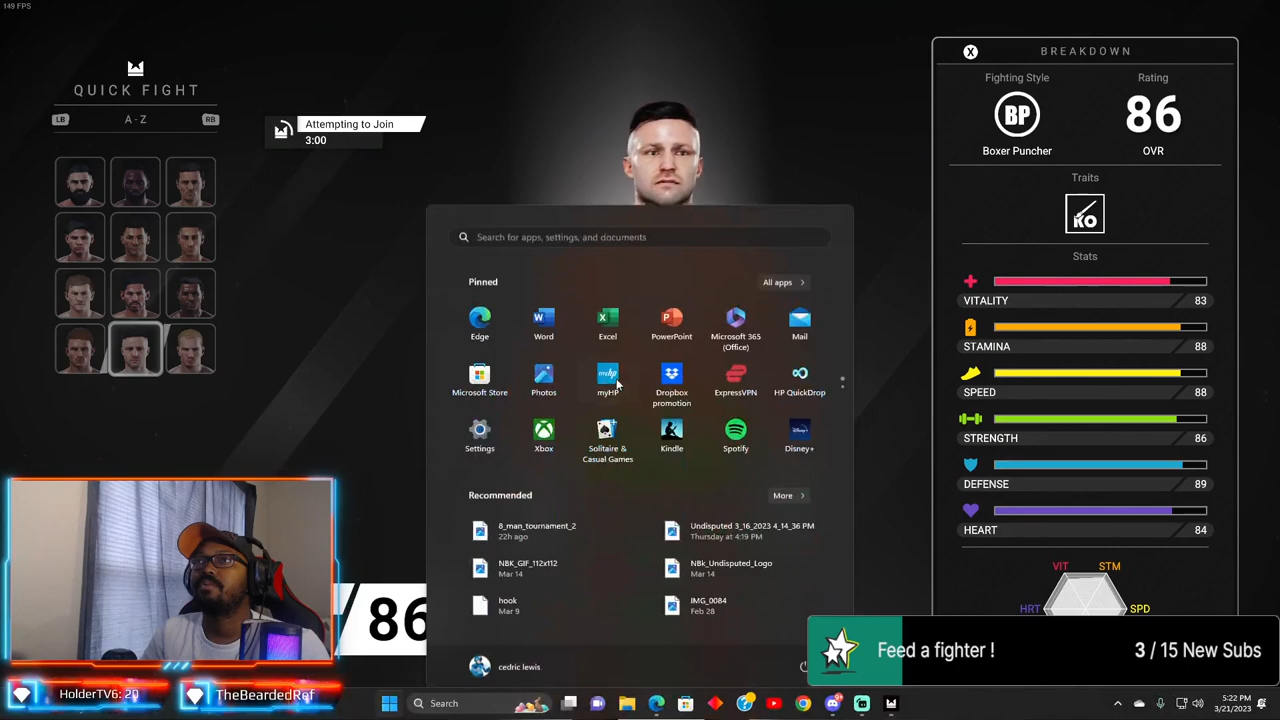 149 FPS
QUICK FIGHT
LB A - Z RB
Attempting to Join
3:00
X BREAKDOWN
Fighting Style Rating
BP 86
Boxer Puncher OVR
Traits
KO
Stats
VITALITY 83
STAMINA 88
SPEED 88
STRENGTH 86
DEFENSE 89
HEART 84
VIT STM
HRT SPD
Search for apps, settings, and documents
Pinned All apps
Edge Word Excel PowerPoint Microsoft 365 (Office) Mail
Microsoft Store Photos myHP Dropbox promotion ExpressVPN HP QuickDrop
Settings Xbox Solitaire & Casual Games Kindle Spotify Disney+
Recommended More
8_man_tournament_2
22h ago
Undisputed 3_16_2023 4_14_36 PM
Thursday at 4:19 PM
NBK_GIF_112x112
Mar 14
NBk_Undisputed_Logo
Mar 14
hook
Mar 9
IMG_0084
Feb 28
cedric lewis
/ 86
Feed a fighter ! 3 / 15 New Subs
HolderTV6: 20 TheBeardedRef
Search
5:22 PM
3/21/2023